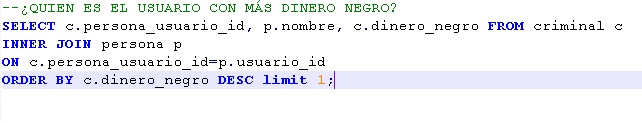 --¿QUIEN ES EL USUARIO CON MÁS DINERO NEGRO?
SELECT c.persona_usuario_id, p.nombre, c.dinero_negro FROM criminal c
INNER JOIN persona p
ON c.persona_usuario_id=p.usuario_id
ORDER BY c.dinero_negro DESC limit 1;